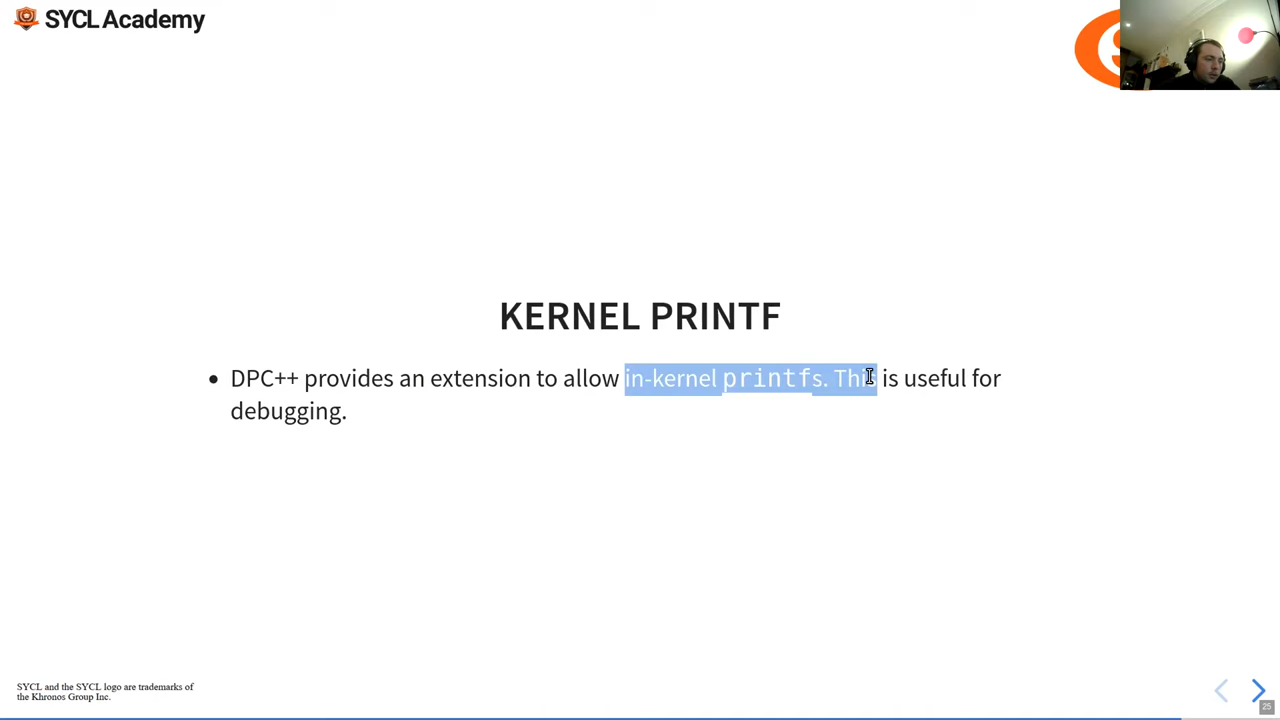 SYCL Academy
KERNEL PRINTF
• DPC++ provides an extension to allow in-kernel printfs. This is useful for
debugging.
SYCL and the SYCL logo are trademarks of
the Khronos Group Inc.
25